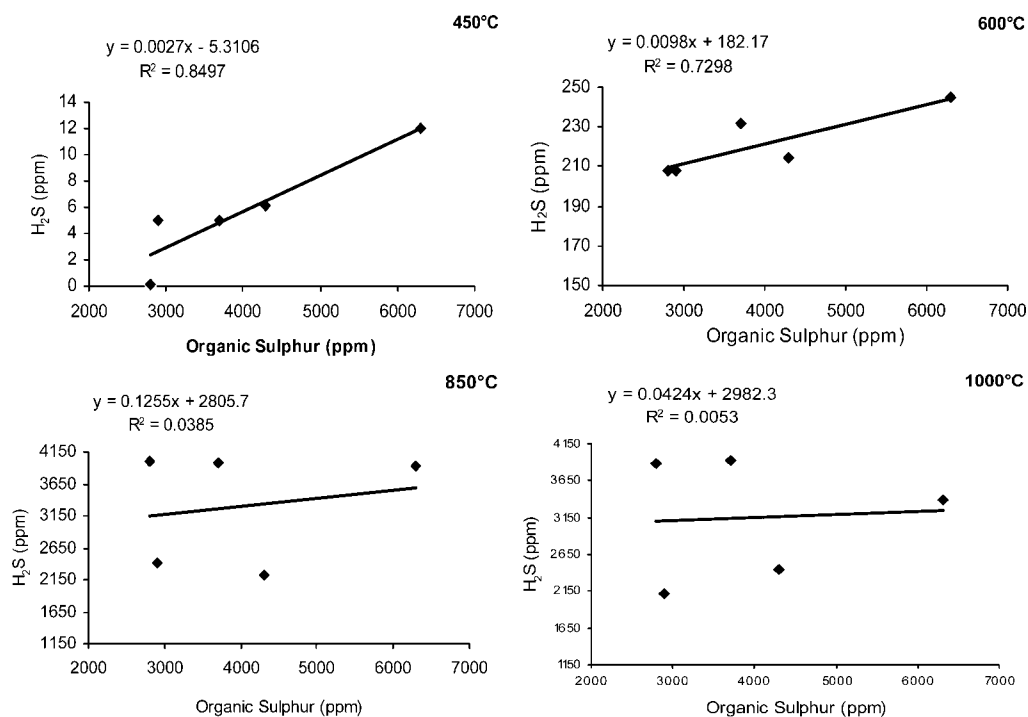 450°C
y = 0.0027x - 5.3106
R² = 0.8497
14
12
10
8
6
4
2
0
H₂S (ppm)
2000 3000 4000 5000 6000 7000
Organic Sulphur (ppm)
600°C
y = 0.0098x + 182.17
R² = 0.7298
250
230
210
190
170
150
H₂S (ppm)
2000 3000 4000 5000 6000 7000
Organic Sulphur (ppm)
850°C
y = 0.1255x + 2805.7
R² = 0.0385
4150
3650
3150
2650
2150
1650
1150
H₂S (ppm)
2000 3000 4000 5000 6000 7000
Organic Sulphur (ppm)
1000°C
y = 0.0424x + 2982.3
R² = 0.0053
4150
3650
3150
2650
2150
1650
1150
H₂S (ppm)
2000 3000 4000 5000 6000 7000
Organic Sulphur (ppm)